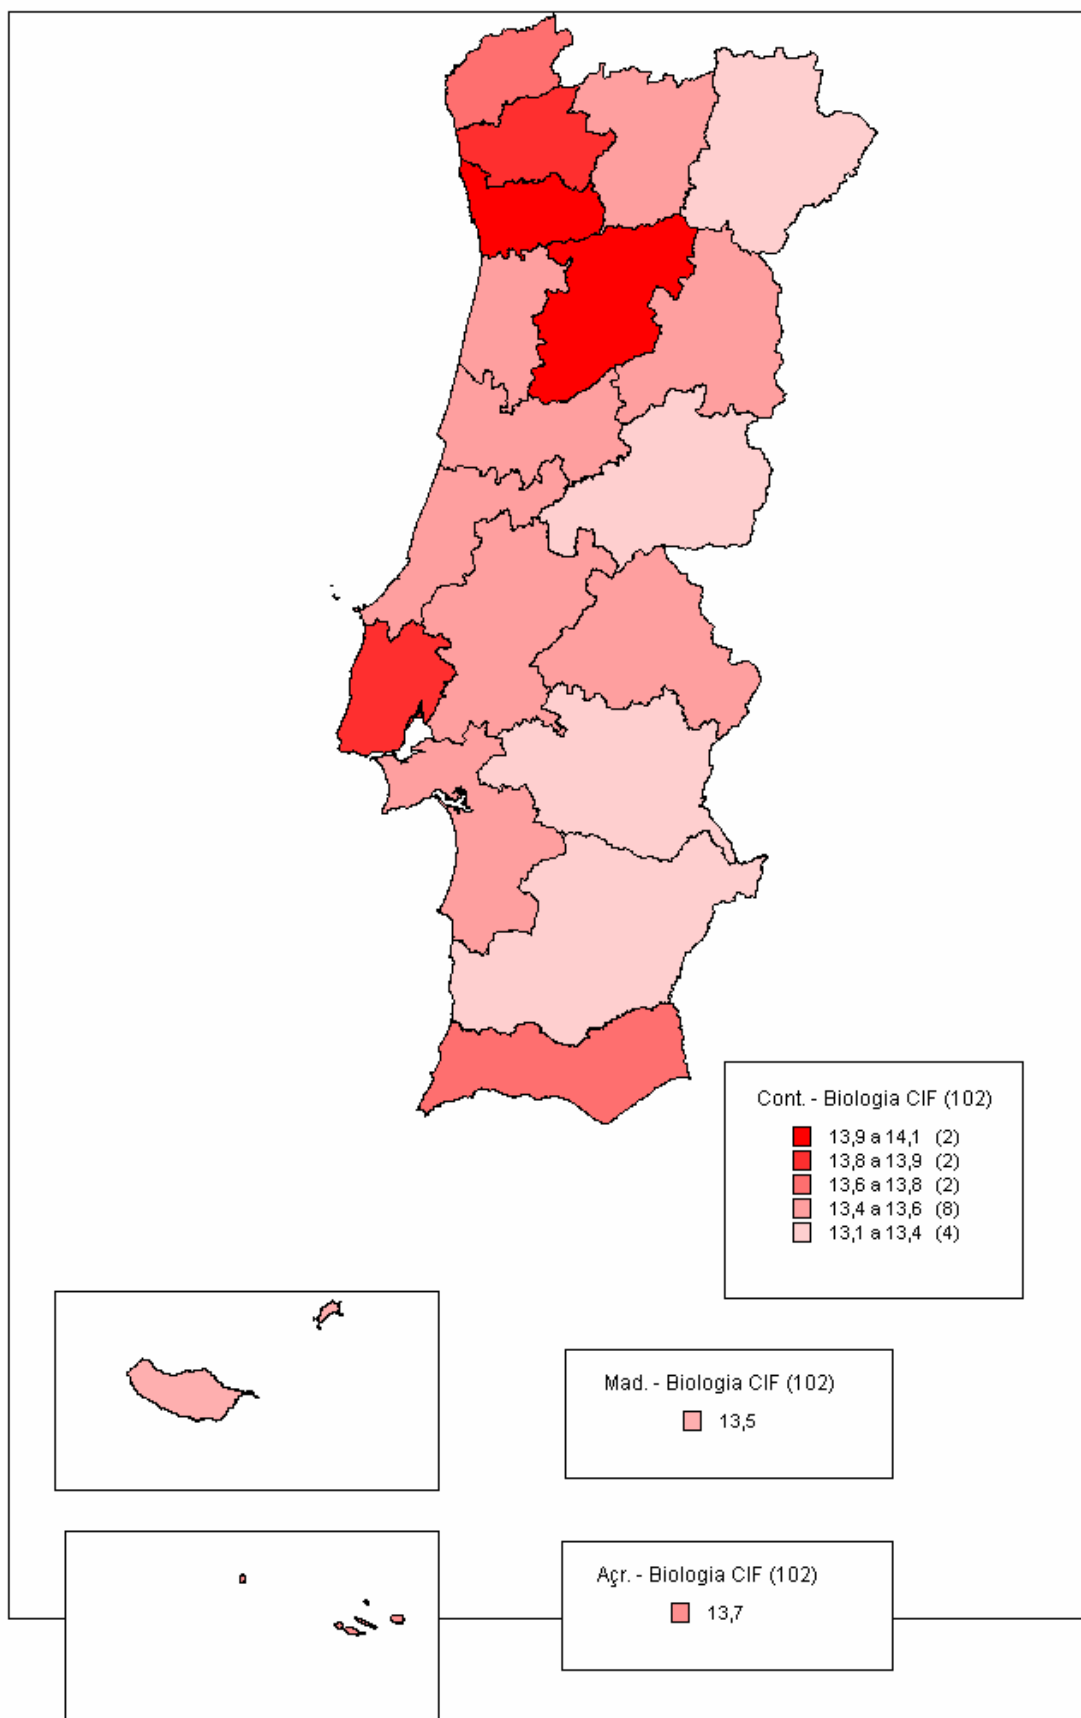 Cont. - Biologia CIF (102)
13,9 a 14,1 (2)
13,8 a 13,9 (2)
13,6 a 13,8 (2)
13,4 a 13,6 (8)
13,1 a 13,4 (4)
Mad. - Biologia CIF (102)
13,5
Açr. - Biologia CIF (102)
13,7